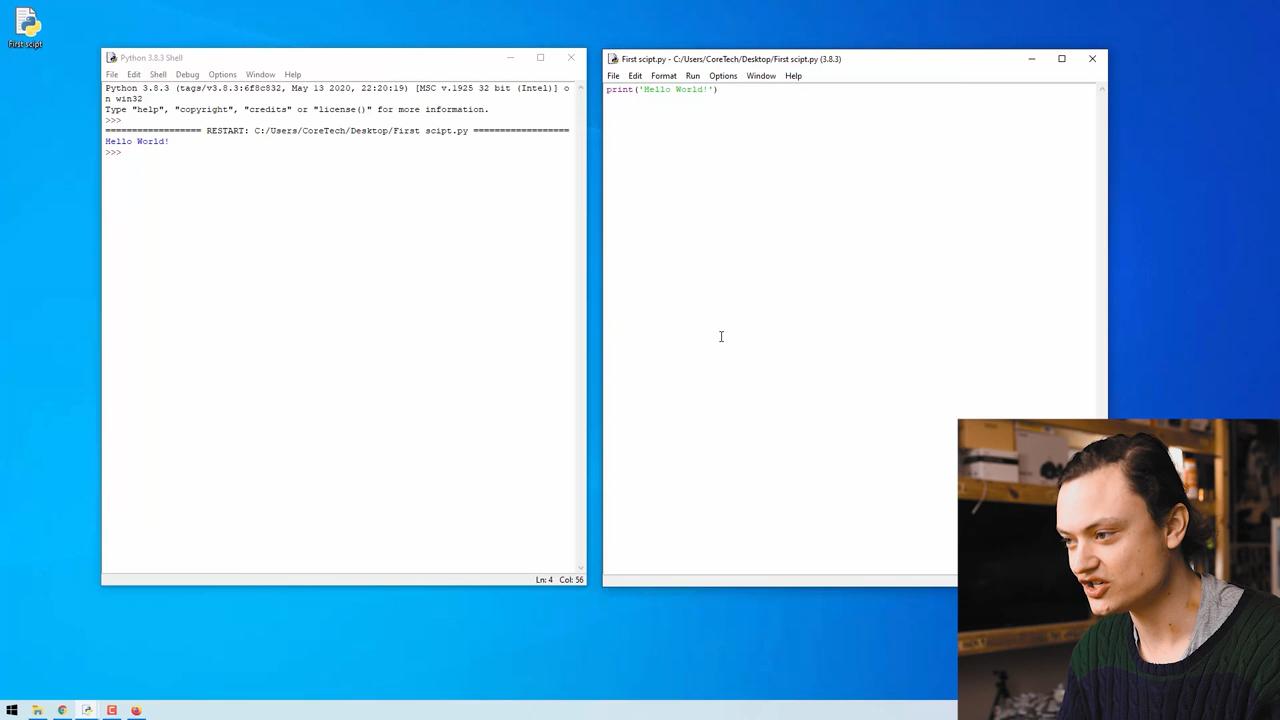 First scipt
Python 3.8.3 Shell
File Edit Shell Debug Options Window Help
Python 3.8.3 (tags/v3.8.3:6f8c832, May 13 2020, 22:20:19) [MSC v.1925 32 bit (Intel)] o
n win32
Type "help", "copyright", "credits" or "license()" for more information.
>>>
================== RESTART: C:/Users/CoreTech/Desktop/First scipt.py ==================
Hello World!
>>>
Ln: 4 Col: 56
First scipt.py - C:/Users/CoreTech/Desktop/First scipt.py (3.8.3)
File Edit Format Run Options Window Help
print('Hello World!')